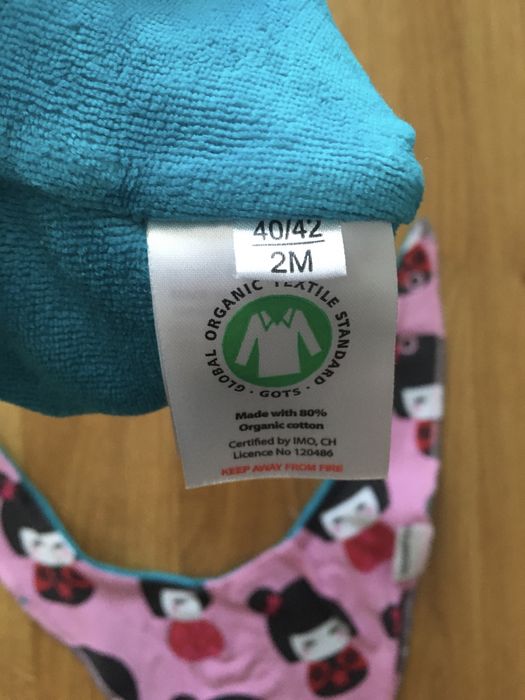 40/42
2M
GLOBAL ORGANIC TEXTILE STANDARD
· GOTS ·
Made with 80%
Organic cotton
Certified by IMO, CH
Licence No 120486
KEEP AWAY FROM FIRE